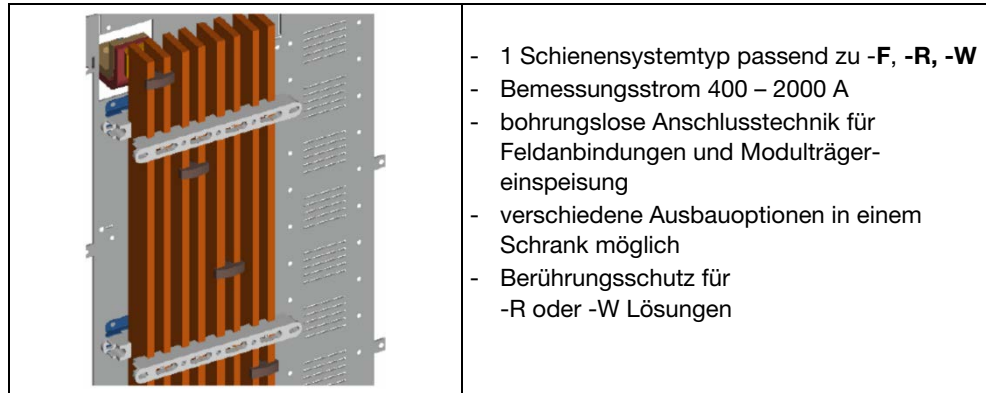 - 1 Schienensystemtyp passend zu -F, -R, -W
- Bemessungsstrom 400 – 2000 A
- bohrungslose Anschlusstechnik für
Feldanbindungen und Modulträger-
einspeisung
- verschiedene Ausbauoptionen in einem
Schrank möglich
- Berührungsschutz für
-R oder -W Lösungen